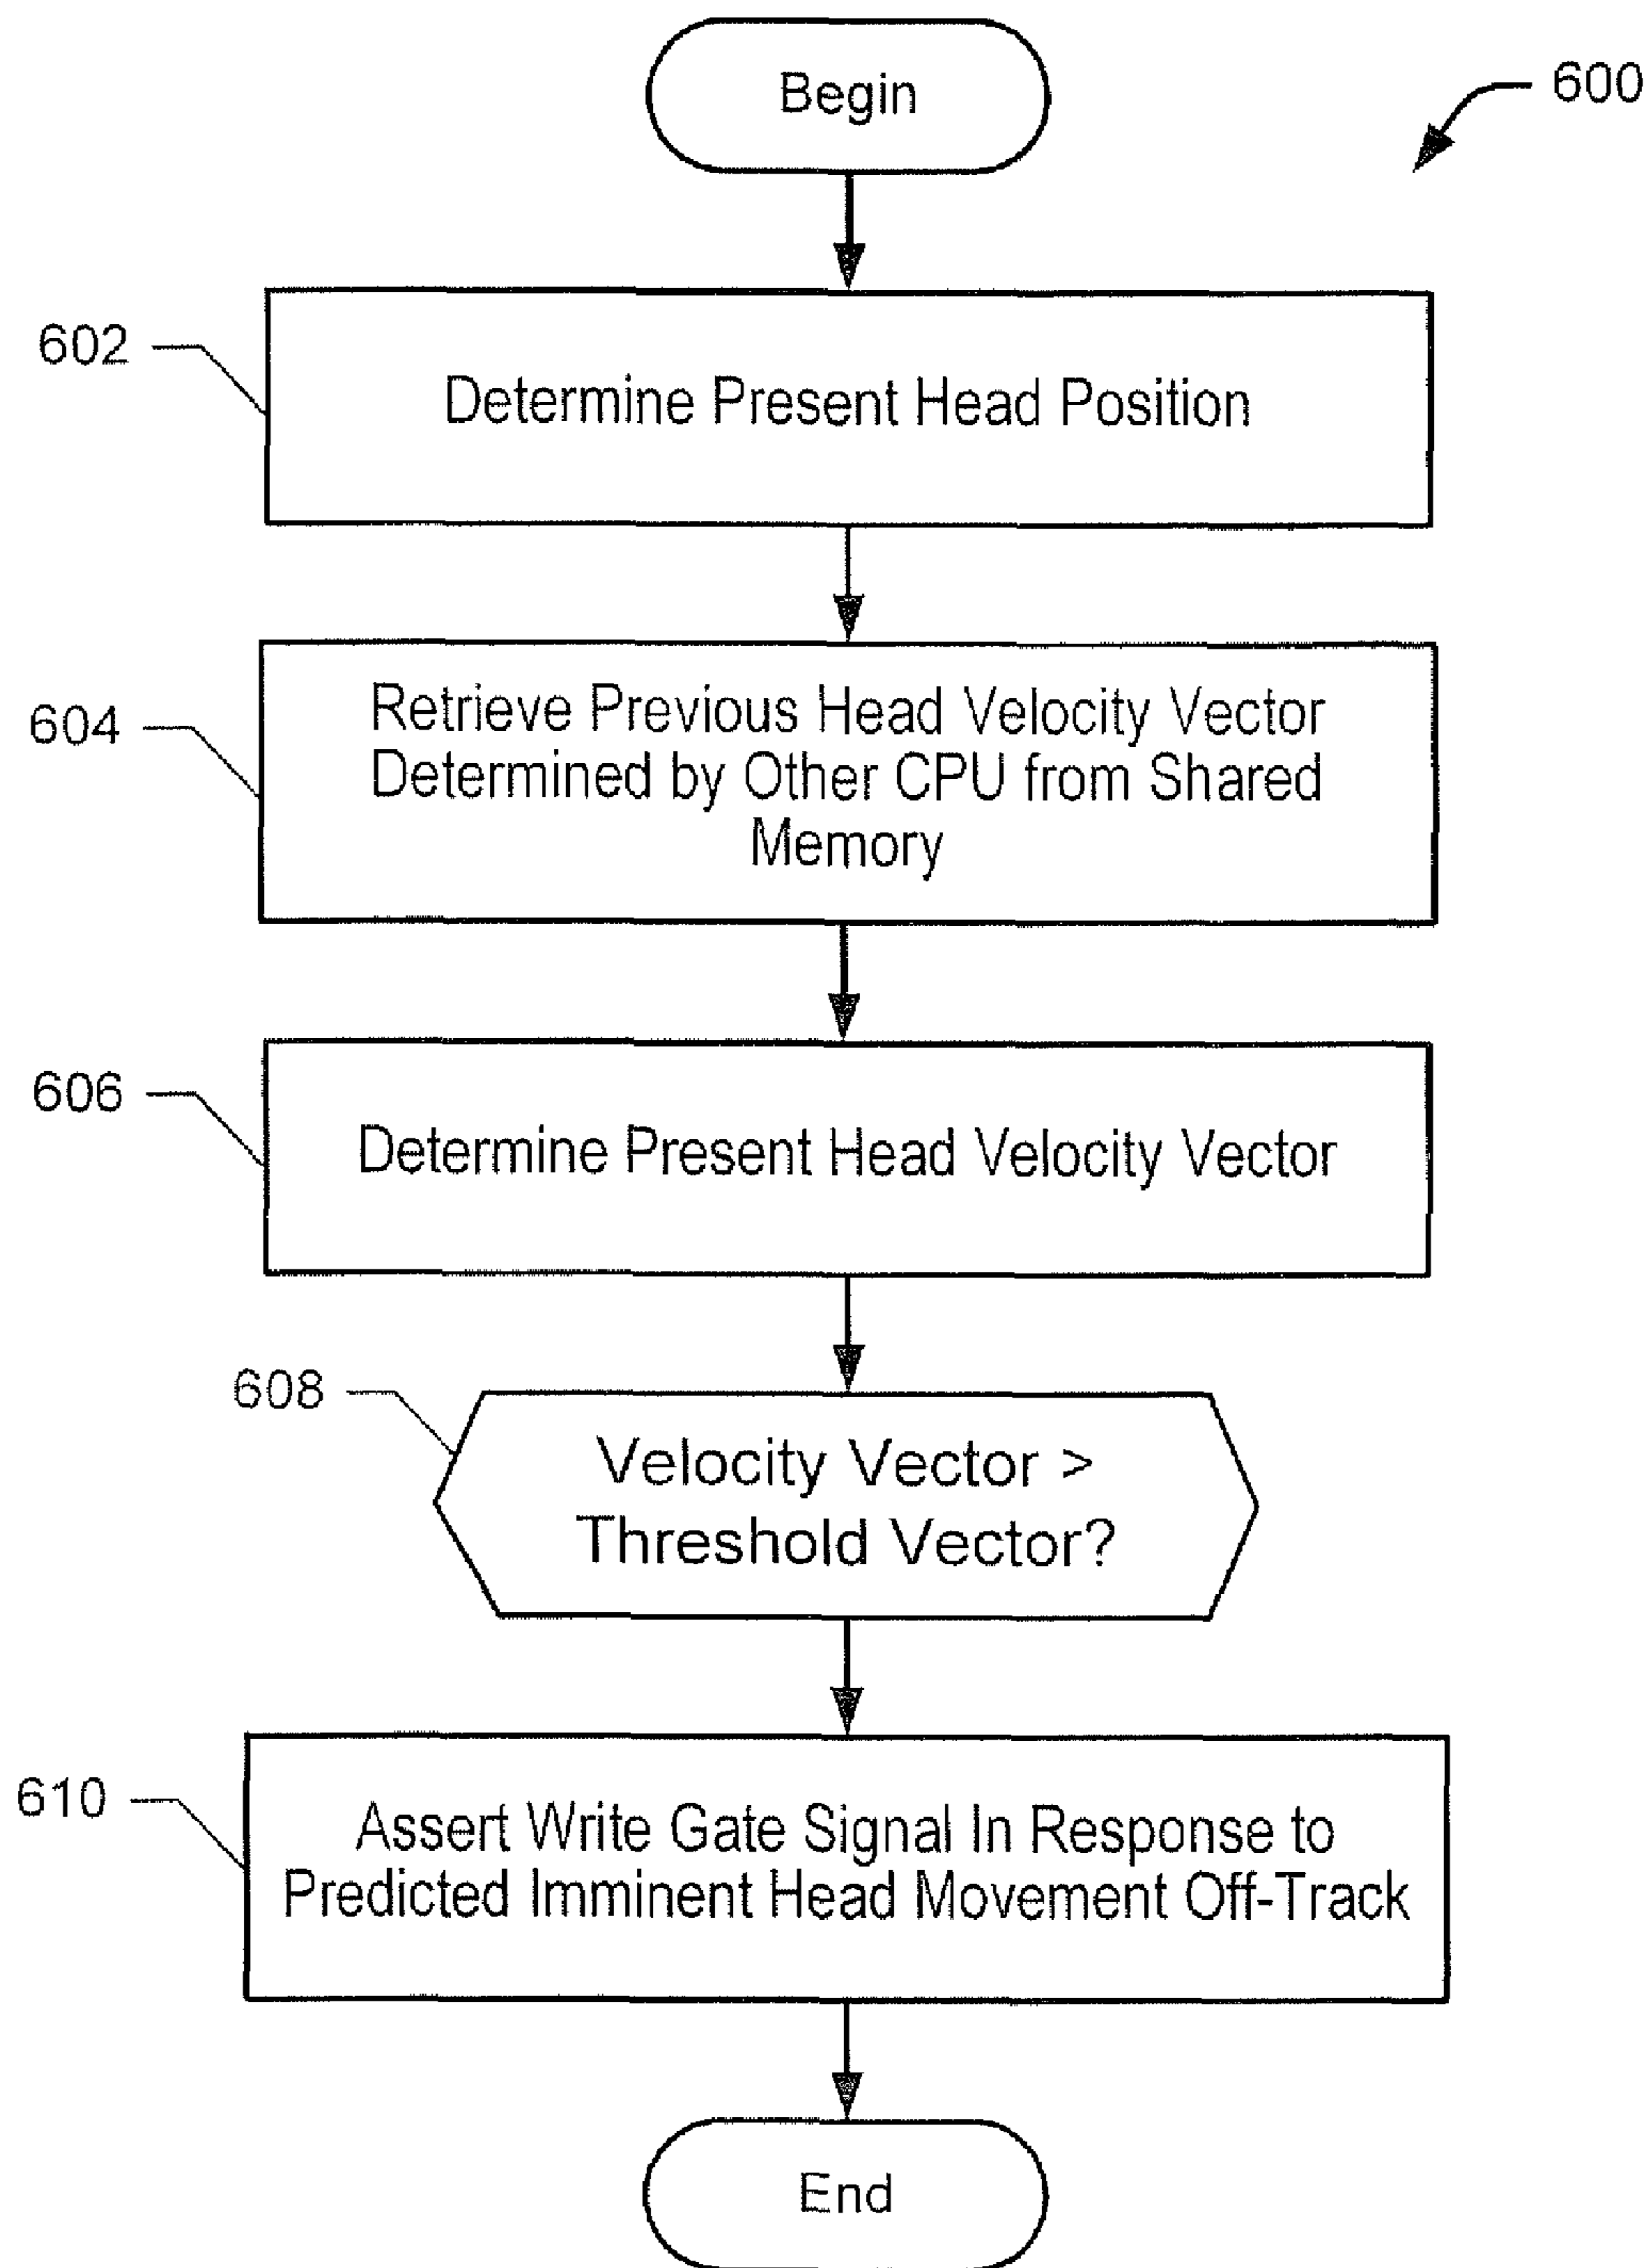 Begin
600
602
Determine Present Head Position
604
Retrieve Previous Head Velocity Vector
Determined by Other CPU from Shared
Memory
606
Determine Present Head Velocity Vector
608
Velocity Vector >
Threshold Vector?
610
Assert Write Gate Signal In Response to
Predicted Imminent Head Movement Off-Track
End